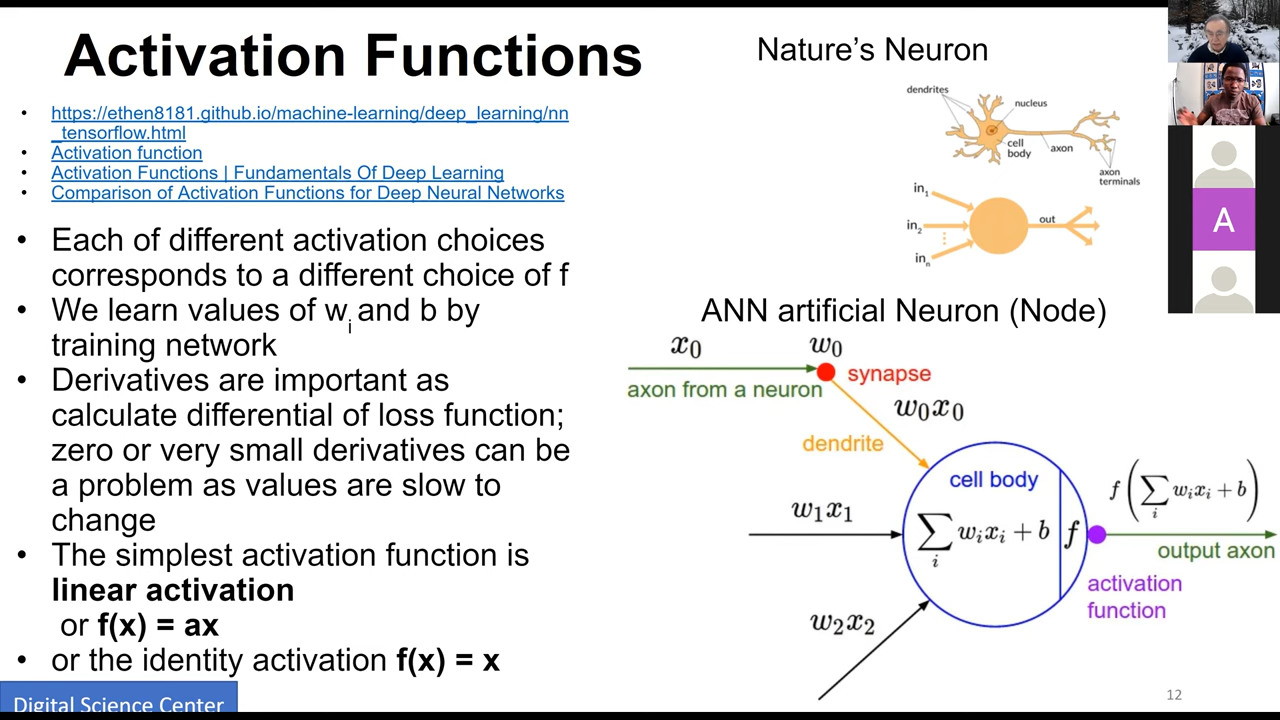 Activation Functions
https://ethen8181.github.io/machine-learning/deep_learning/nn
_tensorflow.html
Activation function
Activation Functions | Fundamentals Of Deep Learning
Comparison of Activation Functions for Deep Neural Networks
• Each of different activation choices
corresponds to a different choice of f
• We learn values of wᵢ and b by
training network
• Derivatives are important as
calculate differential of loss function;
zero or very small derivatives can be
a problem as values are slow to
change
• The simplest activation function is
linear activation
or f(x) = ax
• or the identity activation f(x) = x
Digital Science Center
Nature's Neuron
dendrites
nucleus
cell
body
axon
axon
terminals
in₁
in₂
inₙ
out
ANN artificial Neuron (Node)
x₀
w₀
axon from a neuron
synapse
w₀x₀
dendrite
w₁x₁
w₂x₂
cell body
∑ᵢ wᵢxᵢ + b
f
f(∑ᵢ wᵢxᵢ + b)
output axon
activation
function
12
A